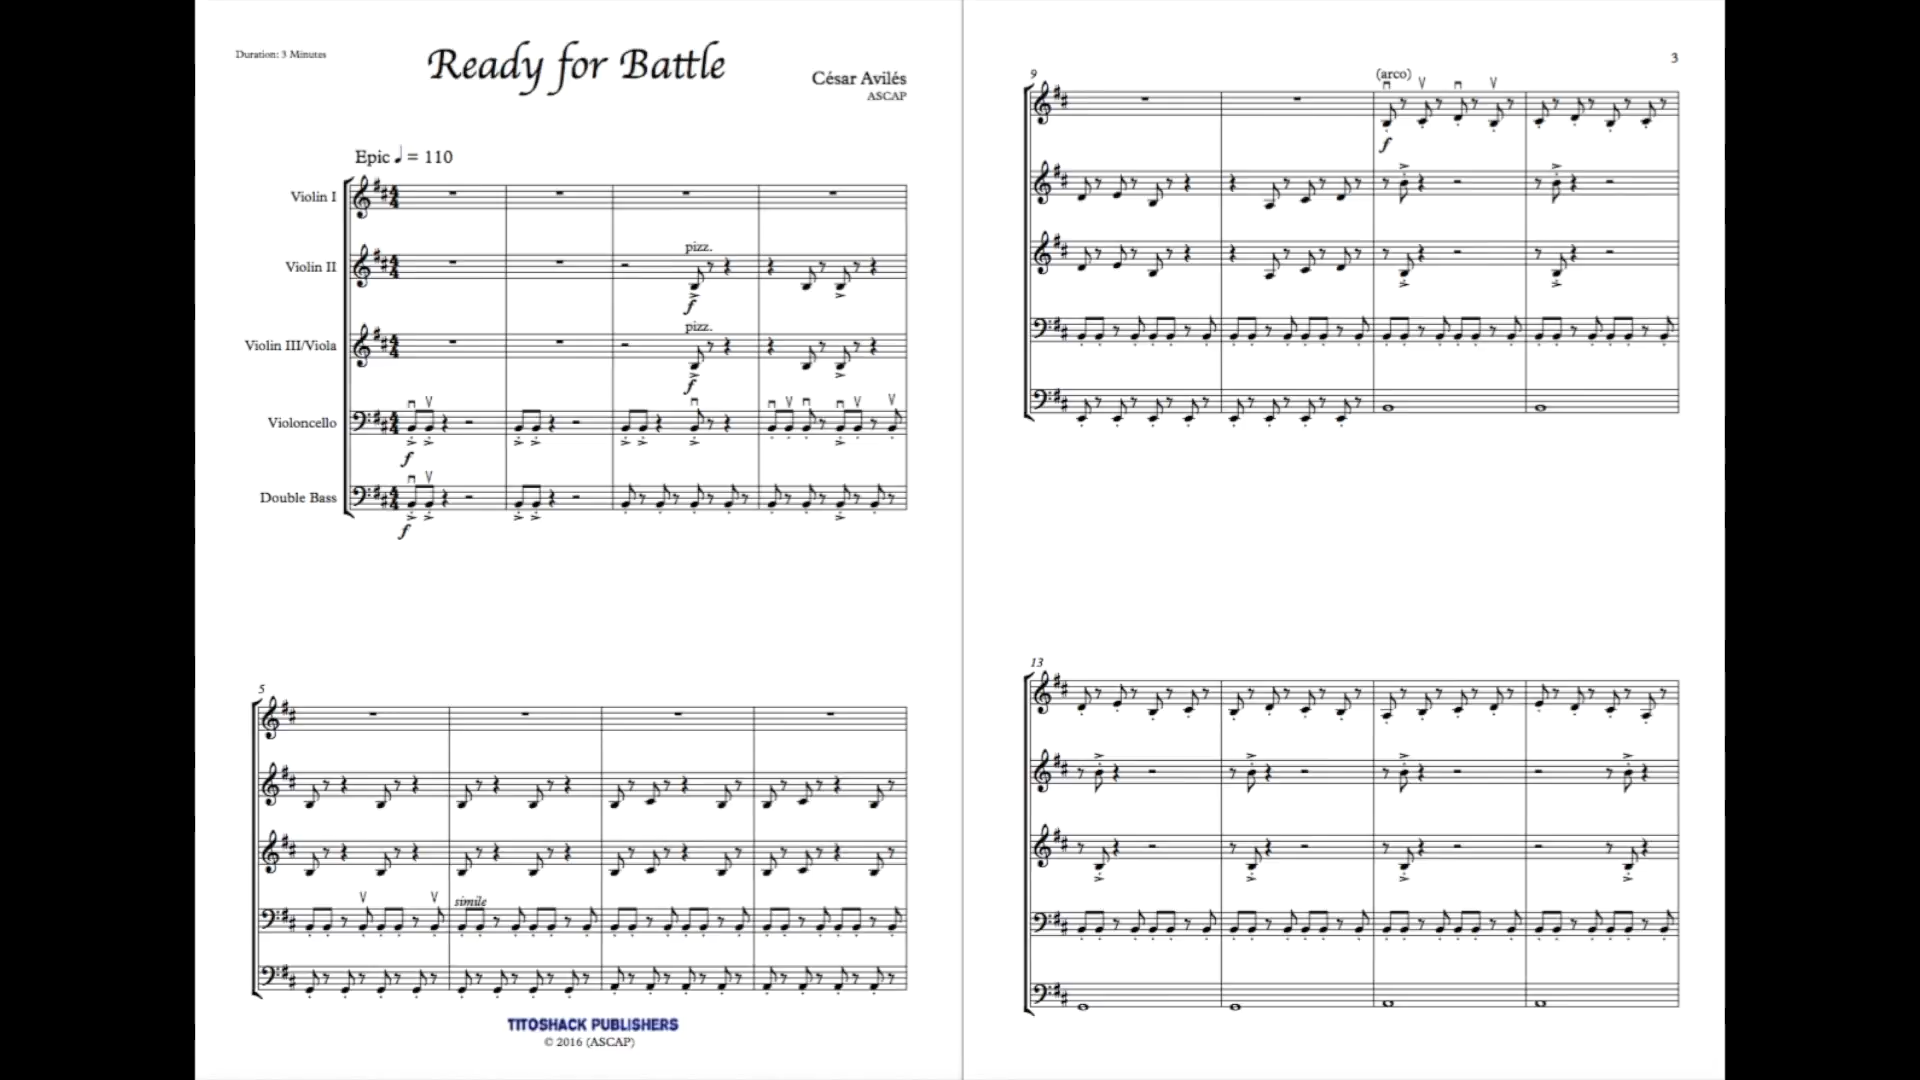 Duration: 3 Minutes
Ready for Battle
César Avilés
ASCAP
Epic ♩ = 110
Violin I
pizz.
Violin II
f
pizz.
Violin III/Viola
f
Violoncello
f
Double Bass
f
5
simile
TITOSHACK PUBLISHERS
© 2016 (ASCAP)
3
9
(arco)
f
13